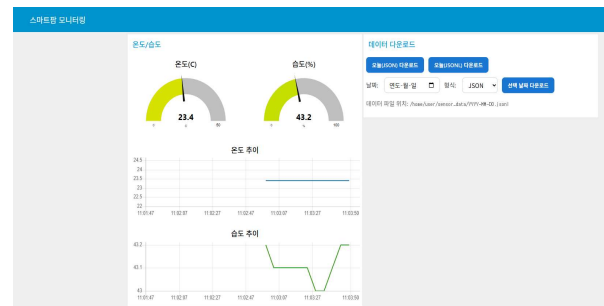 스마트팜 모니터링
온도/습도
온도(C)
습도(%)
23.4
0
50
43.2
0
%
100
온도 추이
24.5
24
23.5
23
22.5
22
11:01:47
11:02:07
11:02:27
11:02:47
11:03:07
11:03:27
11:03:50
습도 추이
43.2
43.1
43
11:01:47
11:02:07
11:02:27
11:02:47
11:03:07
11:03:27
11:03:50
데이터 다운로드
오늘(JSON) 다운로드
오늘(JSONL) 다운로드
날짜:
연도-월-일
형식:
JSON
선택 날짜 다운로드
데이터 파일 위치: /home/user/sensor_data/YYYY-MM-DD.jsonl